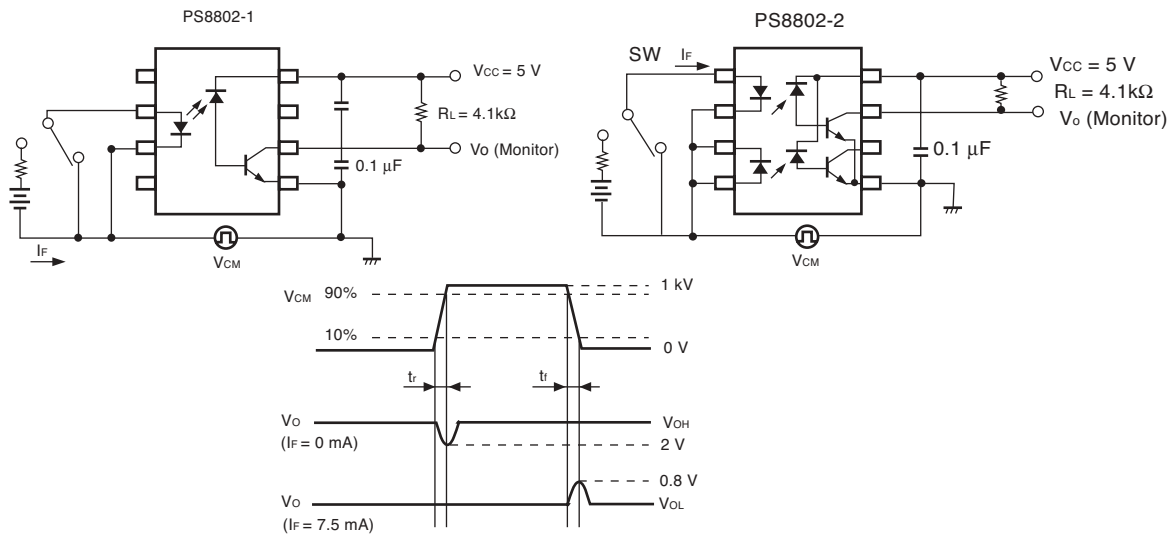 PS8802-1
VCC = 5 V
RL = 4.1kΩ
VO (Monitor)
0.1 μF
IF
VCM
PS8802-2
SW
IF
VCC = 5 V
RL = 4.1kΩ
Vo (Monitor)
0.1 μF
VCM
VCM 90%
1 kV
10%
0 V
tr
tf
VO
(IF = 0 mA)
VOH
2 V
0.8 V
VO
(IF = 7.5 mA)
VOL